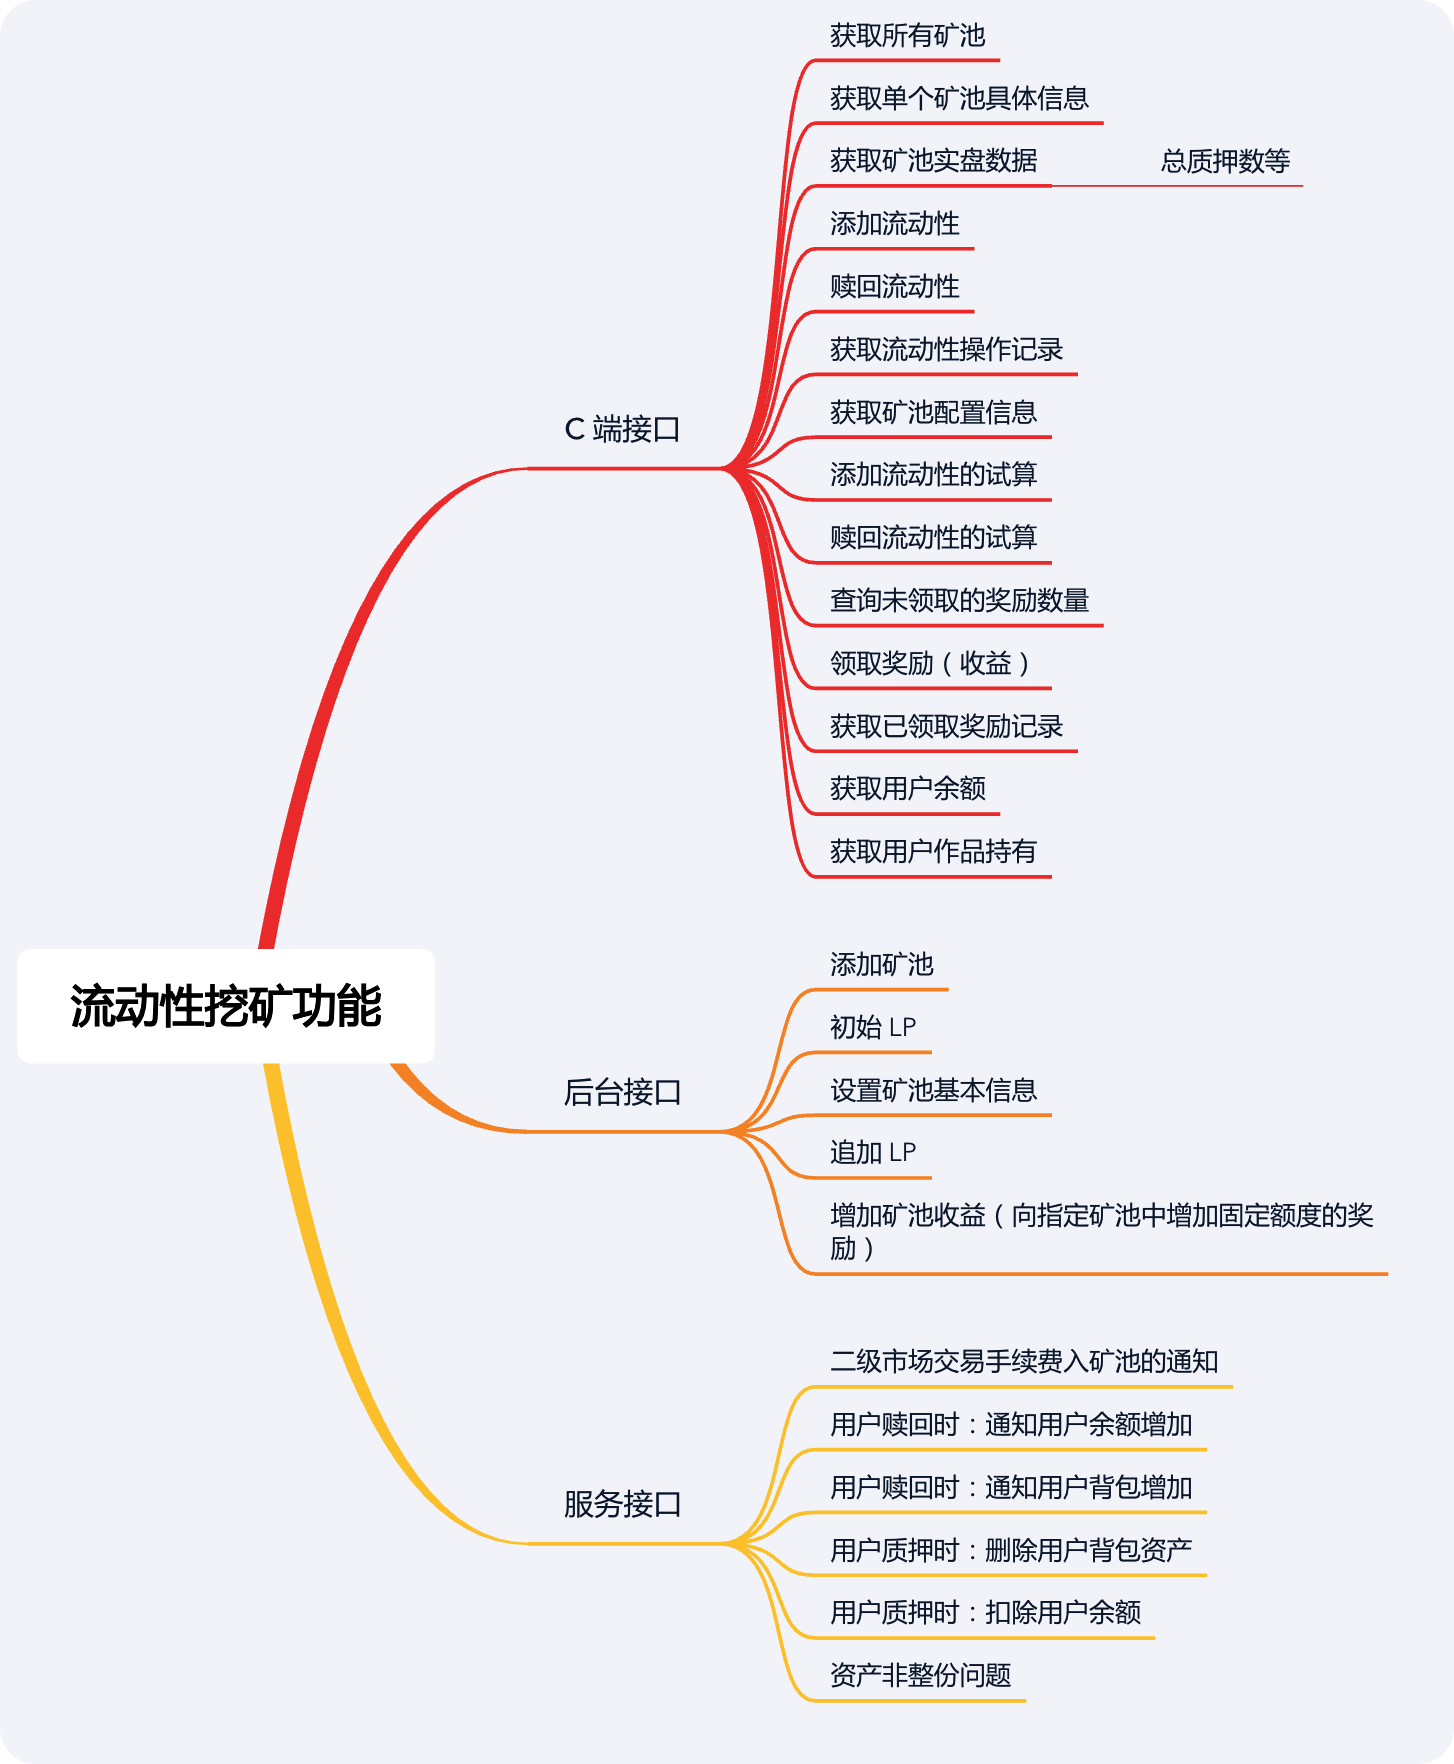 流动性挖矿功能
C 端接口
获取所有矿池
获取单个矿池具体信息
获取矿池实盘数据
总质押数等
添加流动性
赎回流动性
获取流动性操作记录
获取矿池配置信息
添加流动性的试算
赎回流动性的试算
查询未领取的奖励数量
领取奖励（收益）
获取已领取奖励记录
获取用户余额
获取用户作品持有
后台接口
添加矿池
初始 LP
设置矿池基本信息
追加 LP
增加矿池收益（向指定矿池中增加固定额度的奖
励）
服务接口
二级市场交易手续费入矿池的通知
用户赎回时：通知用户余额增加
用户赎回时：通知用户背包增加
用户质押时：删除用户背包资产
用户质押时：扣除用户余额
资产非整份问题